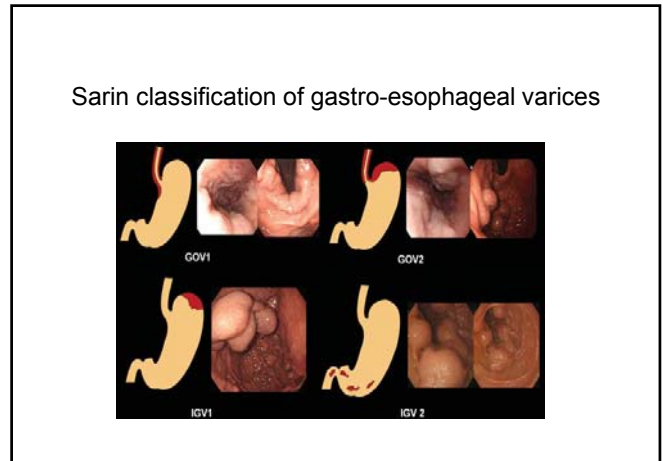 Sarin classification of gastro-esophageal varices
GOV1
GOV2
IGV1
IGV 2